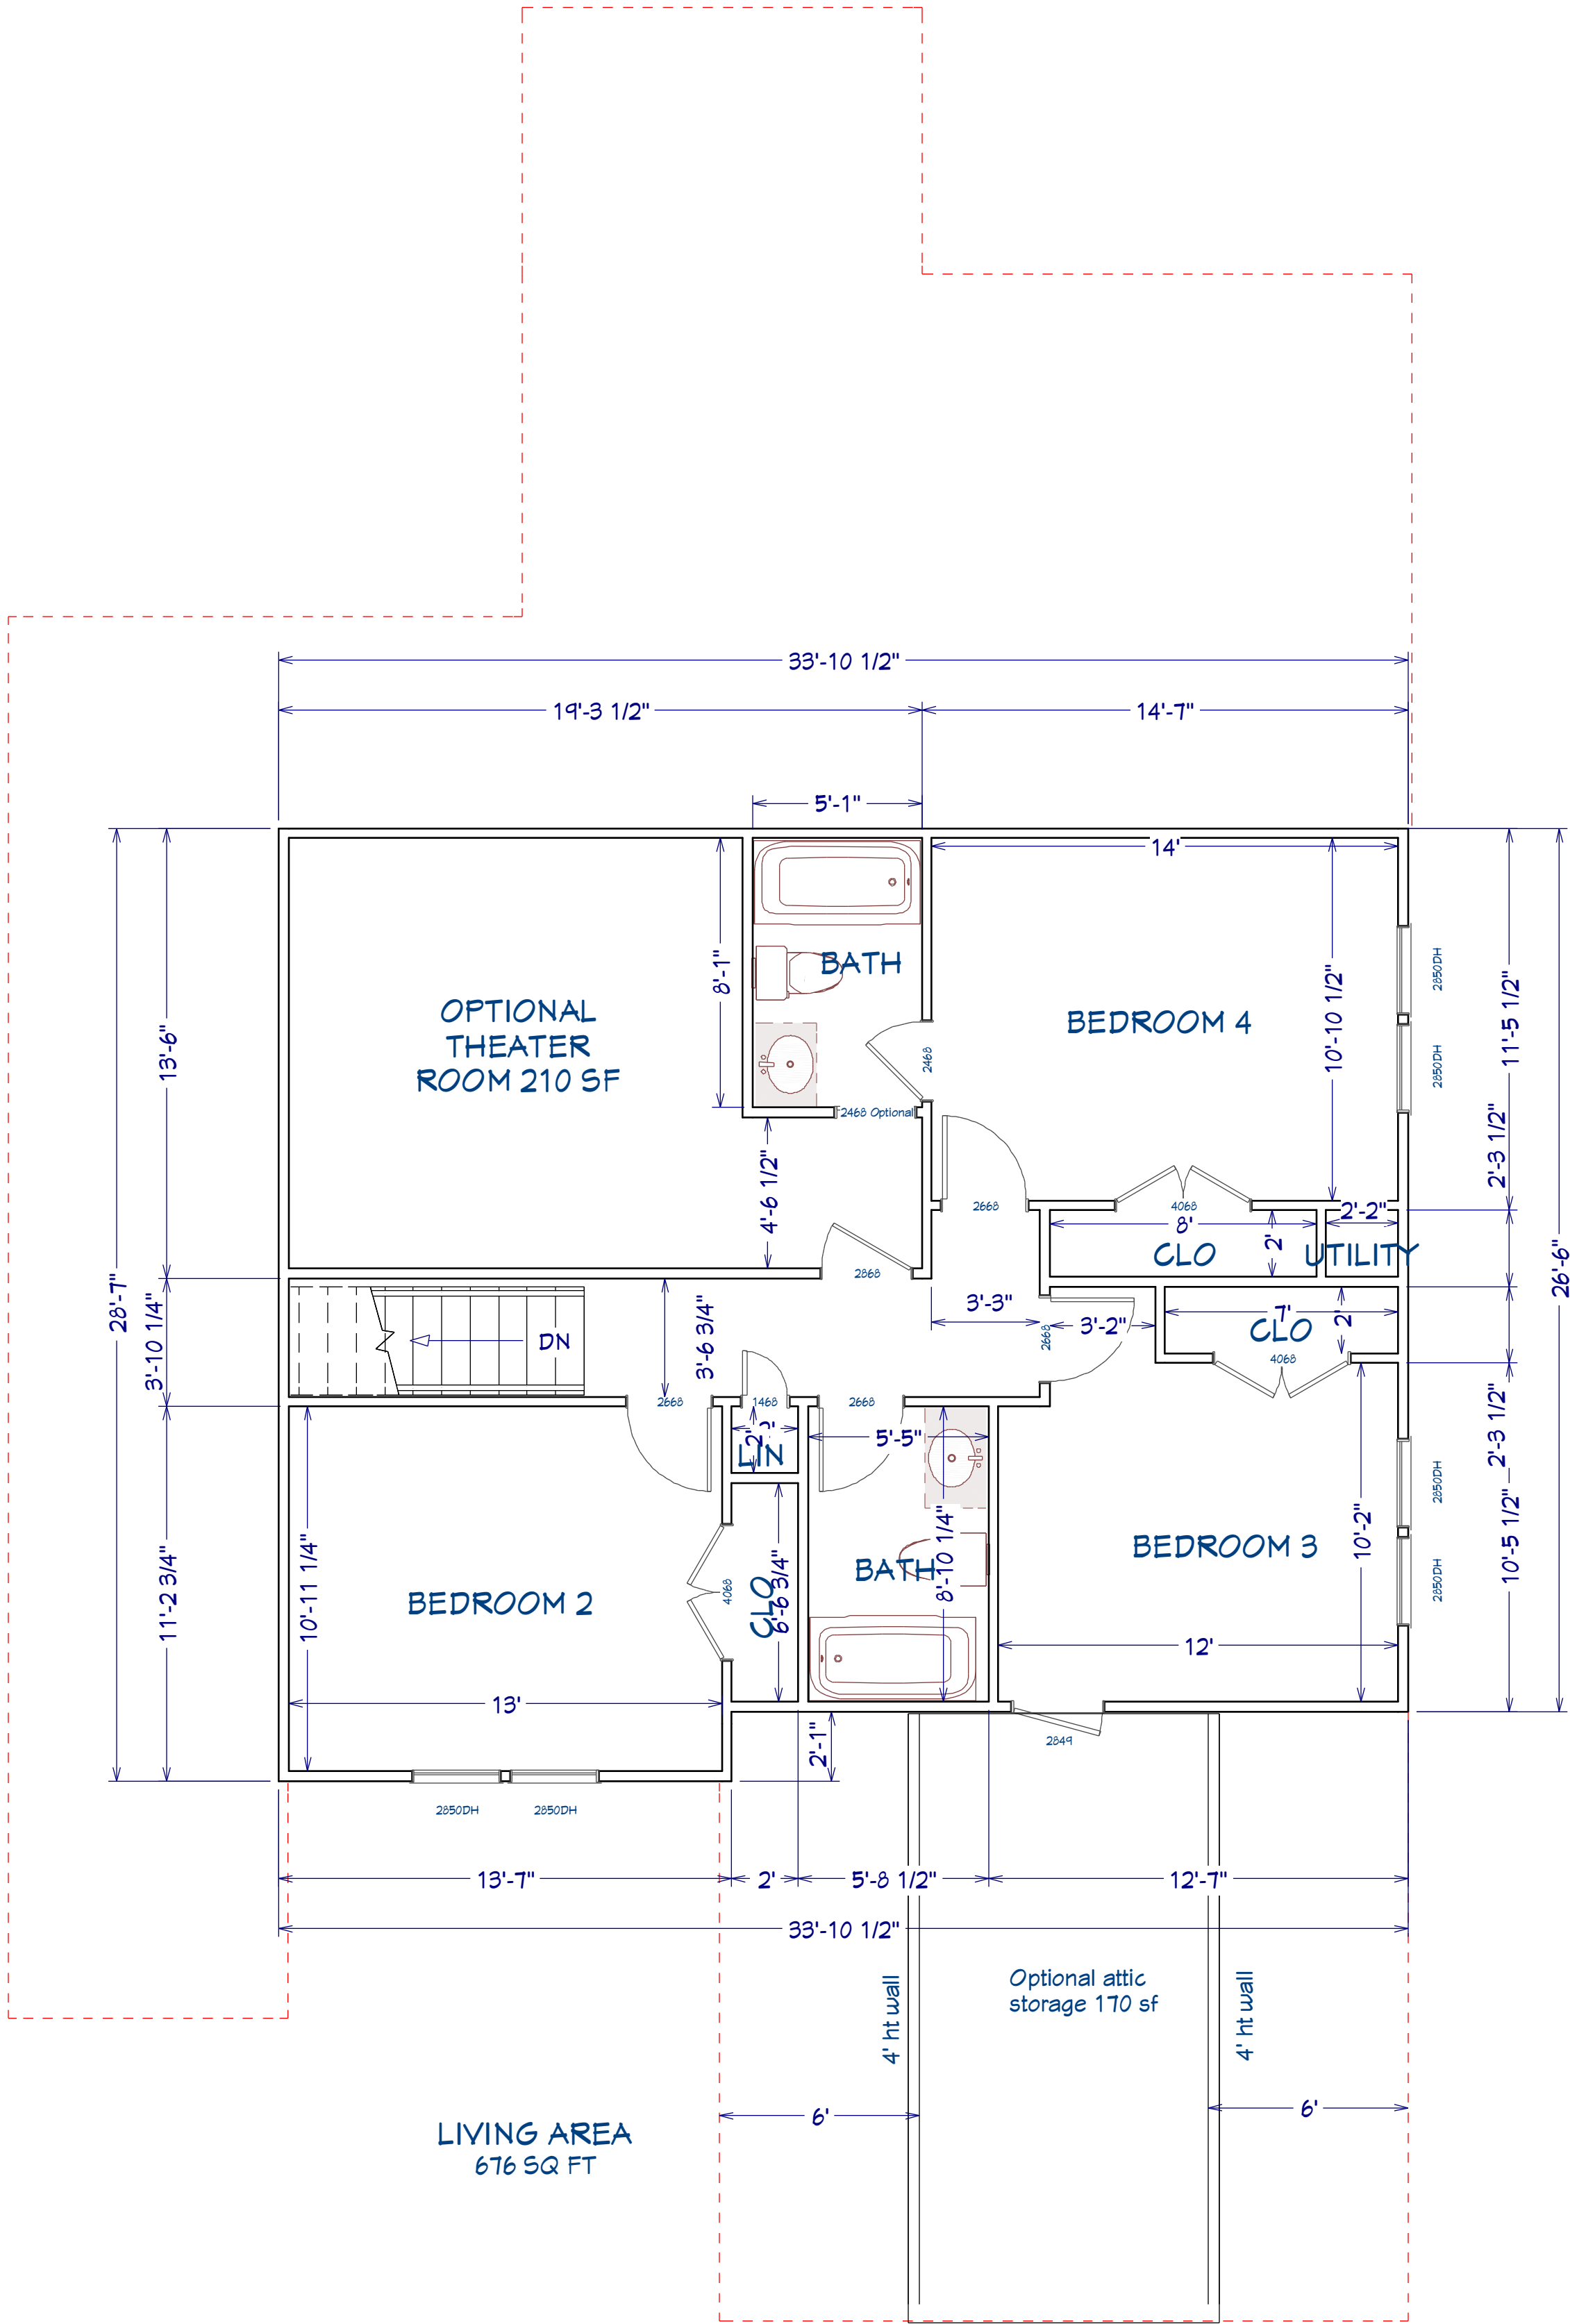 33'-10 1/2"
19'-3 1/2"
14'-7"
5'-1"
14'
8'-1"
BATH
2850DH
OPTIONAL
THEATER
ROOM 210 SF
BEDROOM 4
10'-10 1/2"
11'-5 1/2"
13'-6"
2468
2850DH
2468 Optional
4'-6 1/2"
2'-3 1/2"
2668
4068
8'
2'
2'-2"
CLO
UTILITY
2868
28'-7"
26'-6"
3'-10 1/4"
DN
3'-6 3/4"
3'-3"
2668
3'-2"
7'
2'
CLO
4068
2668
1468
2668
2'
LIN
5'-5"
2'-3 1/2"
2850DH
10'-11 1/4"
11'-2 3/4"
BEDROOM 2
4068
CLO
6'-6 3/4"
BATH
8'-10 1/4"
BEDROOM 3
10'-2"
10'-5 1/2"
2850DH
12'
13'
2'-1"
2849
2850DH
2850DH
13'-7"
2'
5'-8 1/2"
12'-7"
33'-10 1/2"
Optional attic
storage 170 sf
4' ht wall
4' ht wall
6'
6'
LIVING AREA
676 SQ FT